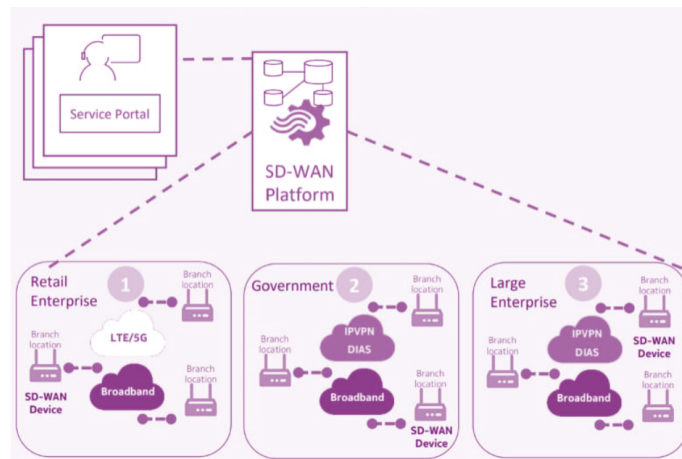 Service Portal
SD-WAN
Platform
Retail
Enterprise
1
Branch
location
LTE/5G
Branch
location
SD-WAN
Device
Broadband
Branch
location
Government
2
Branch
location
IPVPN
DIAS
Branch
location
Broadband
Branch
location
SD-WAN
Device
Large
Enterprise
3
Branch
location
SD-WAN
Device
IPVPN
DIAS
Branch
location
Broadband
Branch
location